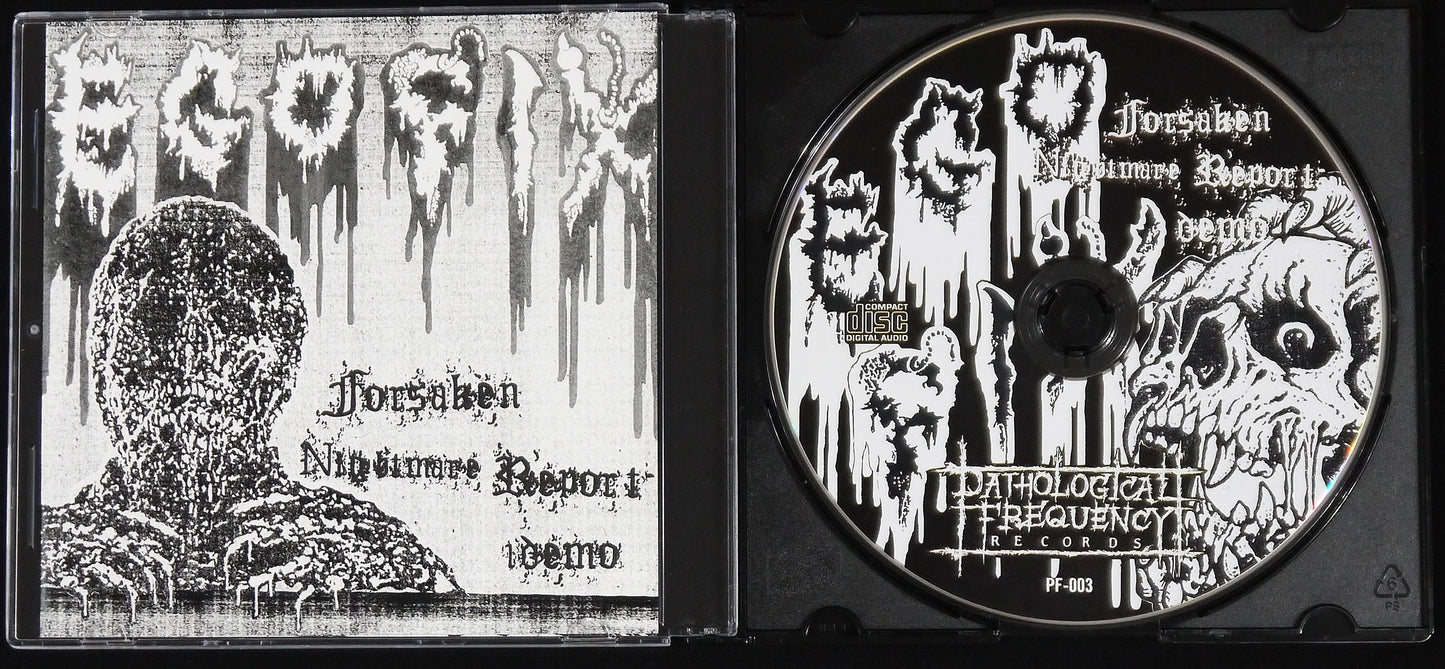 EGOFIX
Forsaken
Nightmare Report
demo
EGO
FIX
Forsaken
Nightmare Report
demo
COMPACT
disc
DIGITAL AUDIO
PATHOLOGICAL
FREQUENCY
RECORDS
PF-003
6
PS